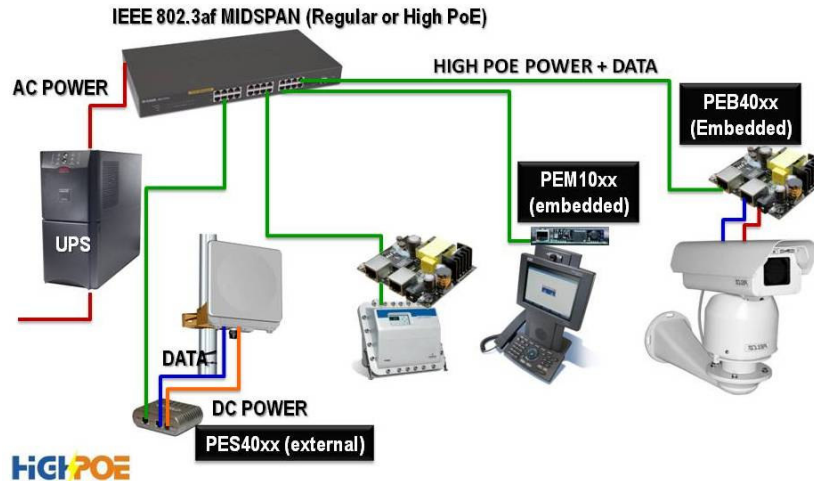 IEEE 802.3af MIDSPAN (Regular or High PoE)
AC POWER
HIGH POE POWER + DATA
PEB40xx
(Embedded)
PEM10xx
(embedded)
UPS
DATA
DC POWER
PES40xx (external)
HIGHPOE